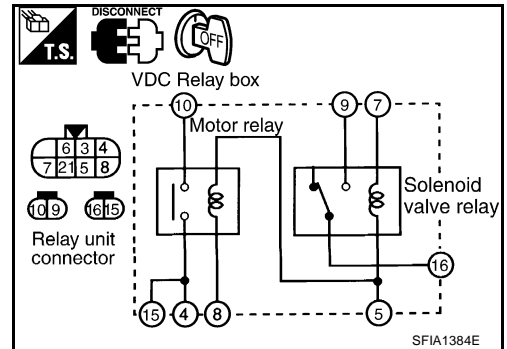 DISCONNECT
T.S.
OFF
VDC Relay box
10 9 7
Motor relay
6 3 4
7 2 1 5 8
10 9 16 15
Relay unit
connector
Solenoid
valve relay
16
15 4 8 5
SFIA1384E